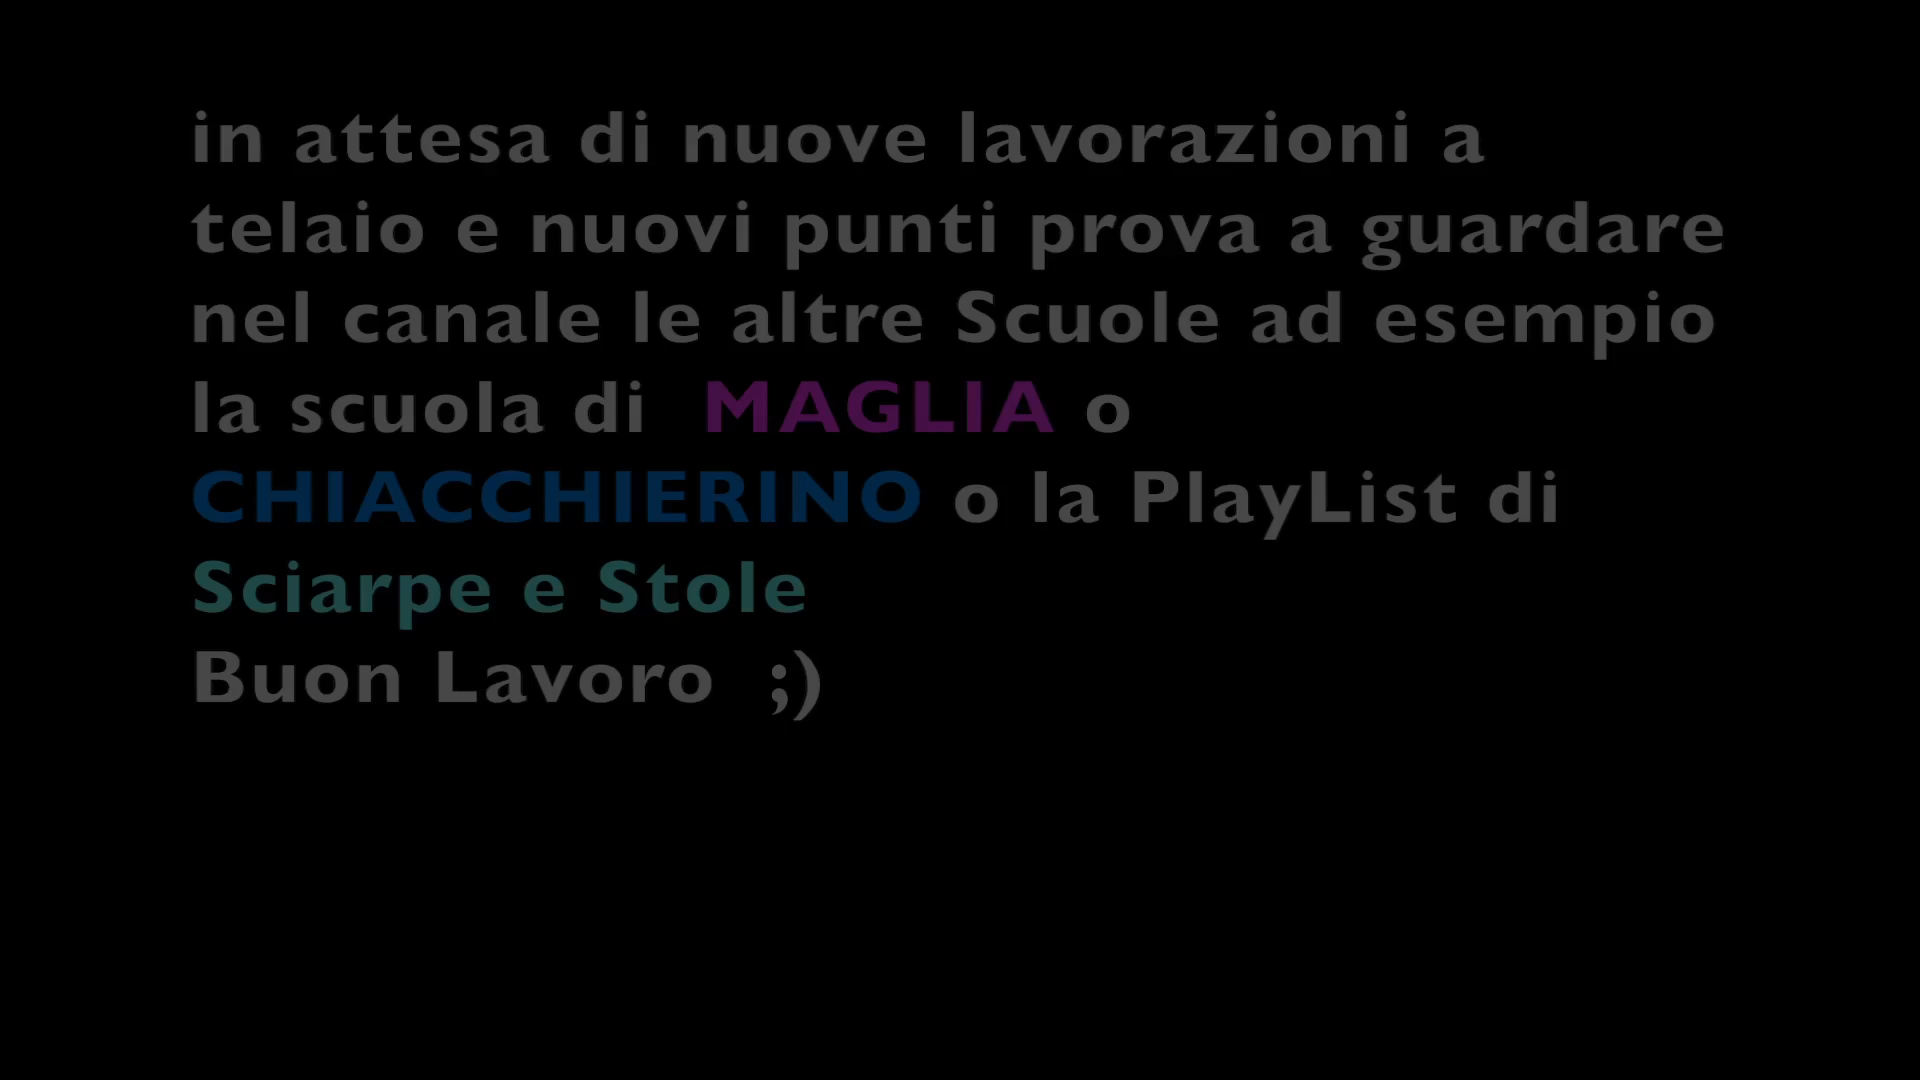 in attesa di nuove lavorazioni a
telaio e nuovi punti prova a guardare
nel canale le altre Scuole ad esempio
la scuola di  MAGLIA o
CHIACCHIERINO o la PlayList di
Sciarpe e Stole
Buon Lavoro  ;)